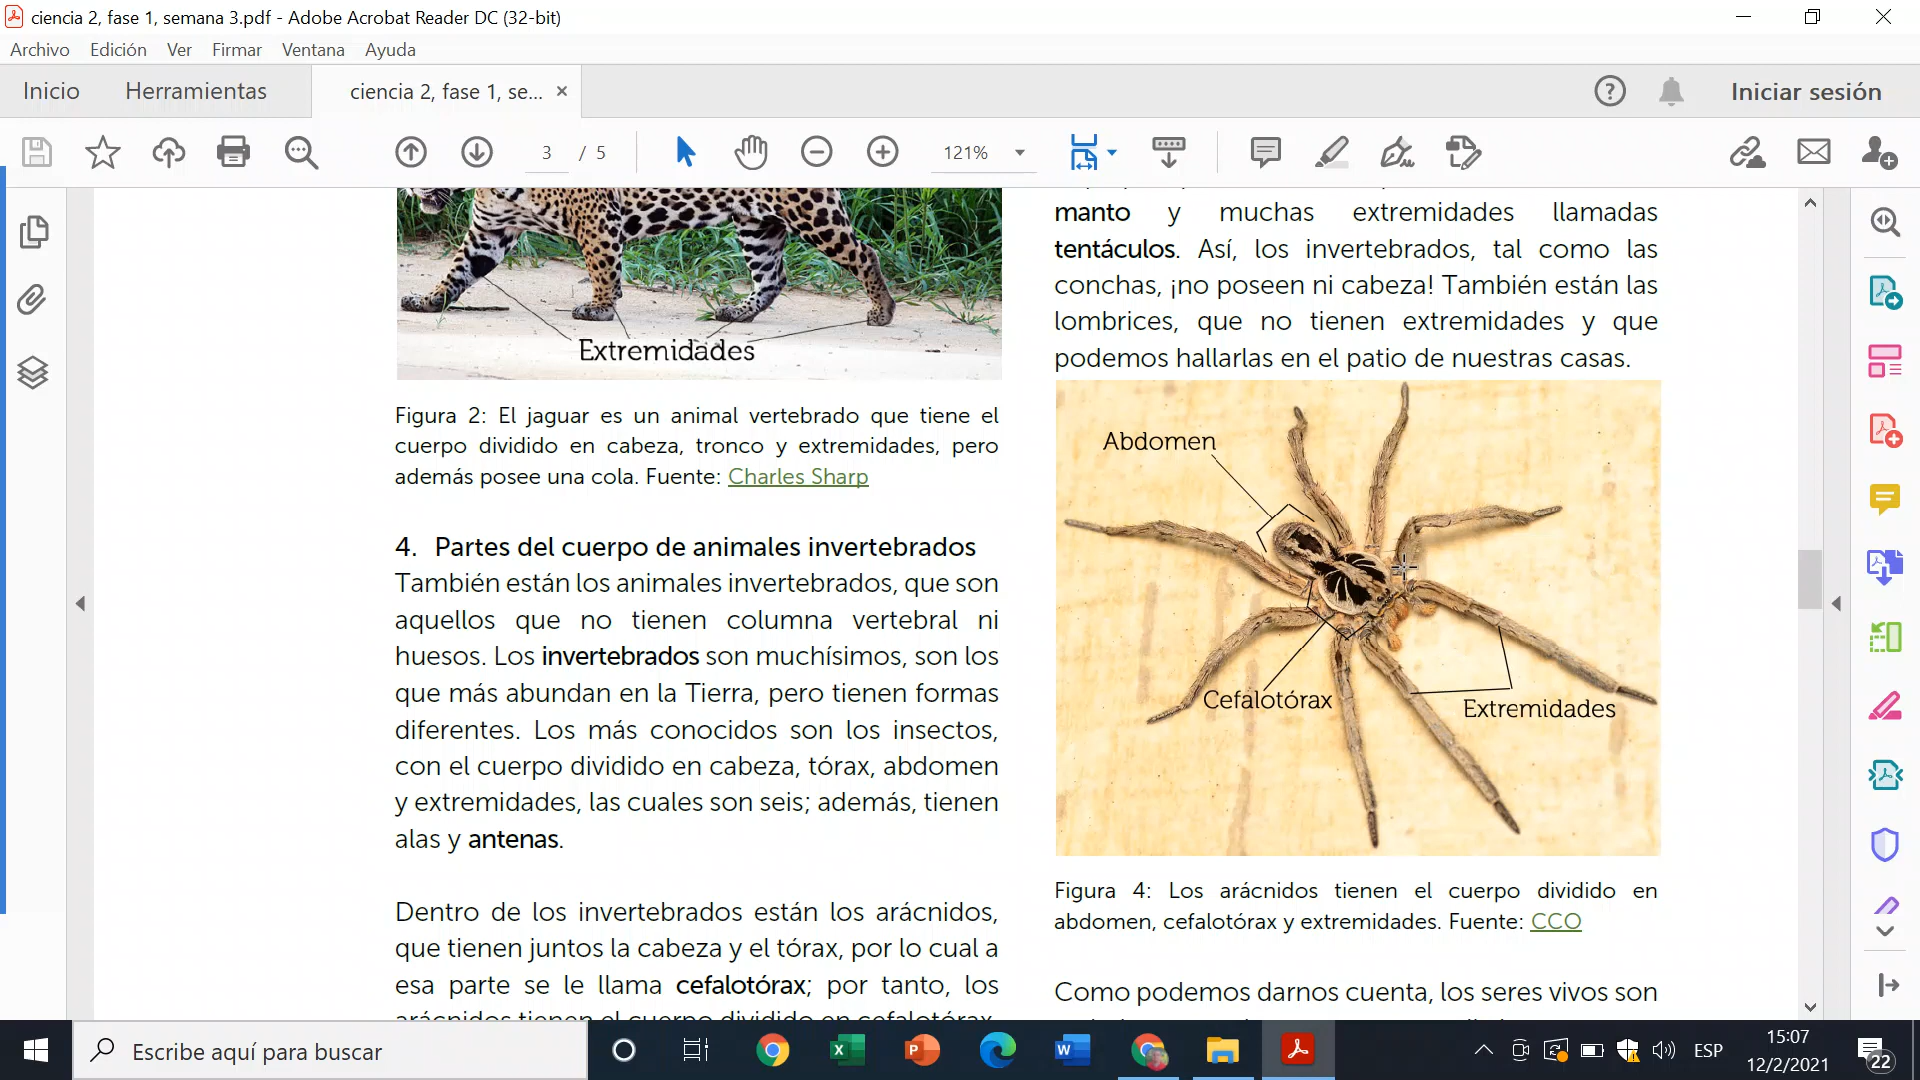 ciencia 2, fase 1, semana 3.pdf - Adobe Acrobat Reader DC (32-bit)
Archivo Edición Ver Firmar Ventana Ayuda
Inicio Herramientas ciencia 2, fase 1, se... × Iniciar sesión
3 / 5 121%
Extremidades
Figura 2: El jaguar es un animal vertebrado que tiene el
cuerpo dividido en cabeza, tronco y extremidades, pero
además posee una cola. Fuente: Charles Sharp
4. Partes del cuerpo de animales invertebrados
También están los animales invertebrados, que son
aquellos que no tienen columna vertebral ni
huesos. Los invertebrados son muchísimos, son los
que más abundan en la Tierra, pero tienen formas
diferentes. Los más conocidos son los insectos,
con el cuerpo dividido en cabeza, tórax, abdomen
y extremidades, las cuales son seis; además, tienen
alas y antenas.
Dentro de los invertebrados están los arácnidos,
que tienen juntos la cabeza y el tórax, por lo cual a
esa parte se le llama cefalotórax; por tanto, los
arácnidos tienen el cuerpo dividido en cefalotórax,
manto y muchas extremidades llamadas
tentáculos. Así, los invertebrados, tal como las
conchas, ¡no poseen ni cabeza! También están las
lombrices, que no tienen extremidades y que
podemos hallarlas en el patio de nuestras casas.
Abdomen
Cefalotórax
Extremidades
Figura 4: Los arácnidos tienen el cuerpo dividido en
abdomen, cefalotórax y extremidades. Fuente: CCO
Como podemos darnos cuenta, los seres vivos son
Escribe aquí para buscar
ESP
15:07
12/2/2021
22